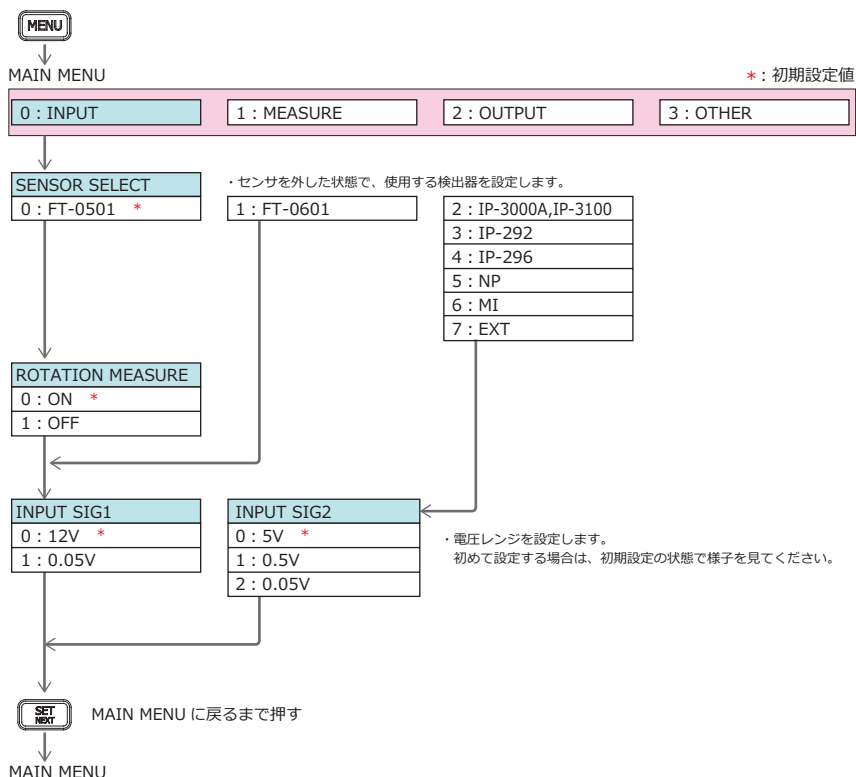 MENU
MAIN MENU
*：初期設定値
0：INPUT
1：MEASURE
2：OUTPUT
3：OTHER
SENSOR SELECT
・センサを外した状態で、使用する検出器を設定します。
0：FT-0501 *
1：FT-0601
2：IP-3000A,IP-3100
3：IP-292
4：IP-296
5：NP
6：MI
7：EXT
ROTATION MEASURE
0：ON *
1：OFF
INPUT SIG1
0：12V *
1：0.05V
INPUT SIG2
0：5V *
1：0.5V
2：0.05V
・電圧レンジを設定します。
初めて設定する場合は、初期設定の状態で様子を見てください。
SET
NEXT
MAIN MENU に戻るまで押す
MAIN MENU